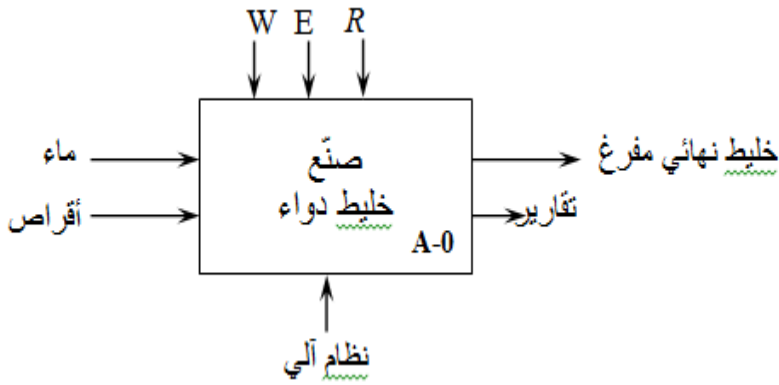 W E R
ماء
أقراص
صنّع
خليط دواء
A-0
خليط نهائي مفرغ
تقارير
نظام آلي